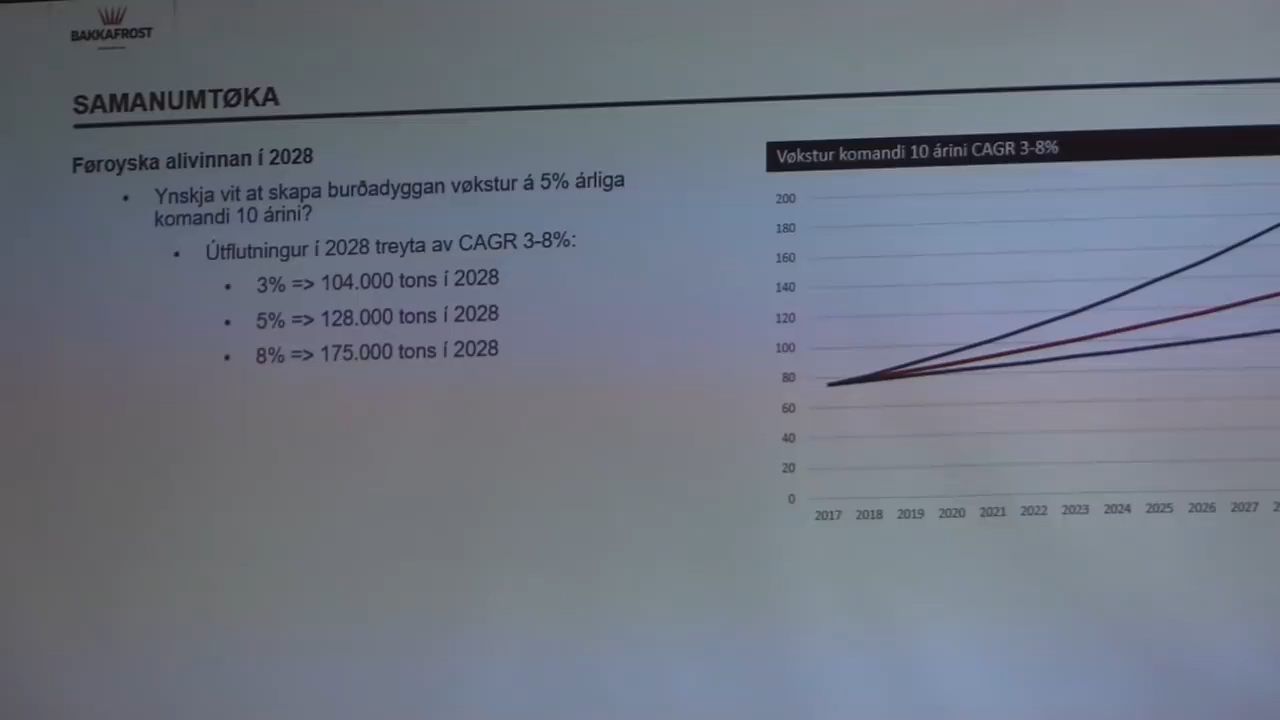 BAKKAFROST
SAMANUMTØKA
Føroyska alivinnan í 2028
• Ynskja vit at skapa burðadyggan vøkstur á 5% árliga
komandi 10 árini?
• Útflutningur í 2028 treyta av CAGR 3-8%:
• 3% => 104.000 tons í 2028
• 5% => 128.000 tons í 2028
• 8% => 175.000 tons í 2028
Vøkstur komandi 10 árini CAGR 3-8%
200
180
160
140
120
100
80
60
40
20
0
2017 2018 2019 2020 2021 2022 2023 2024 2025 2026 2027